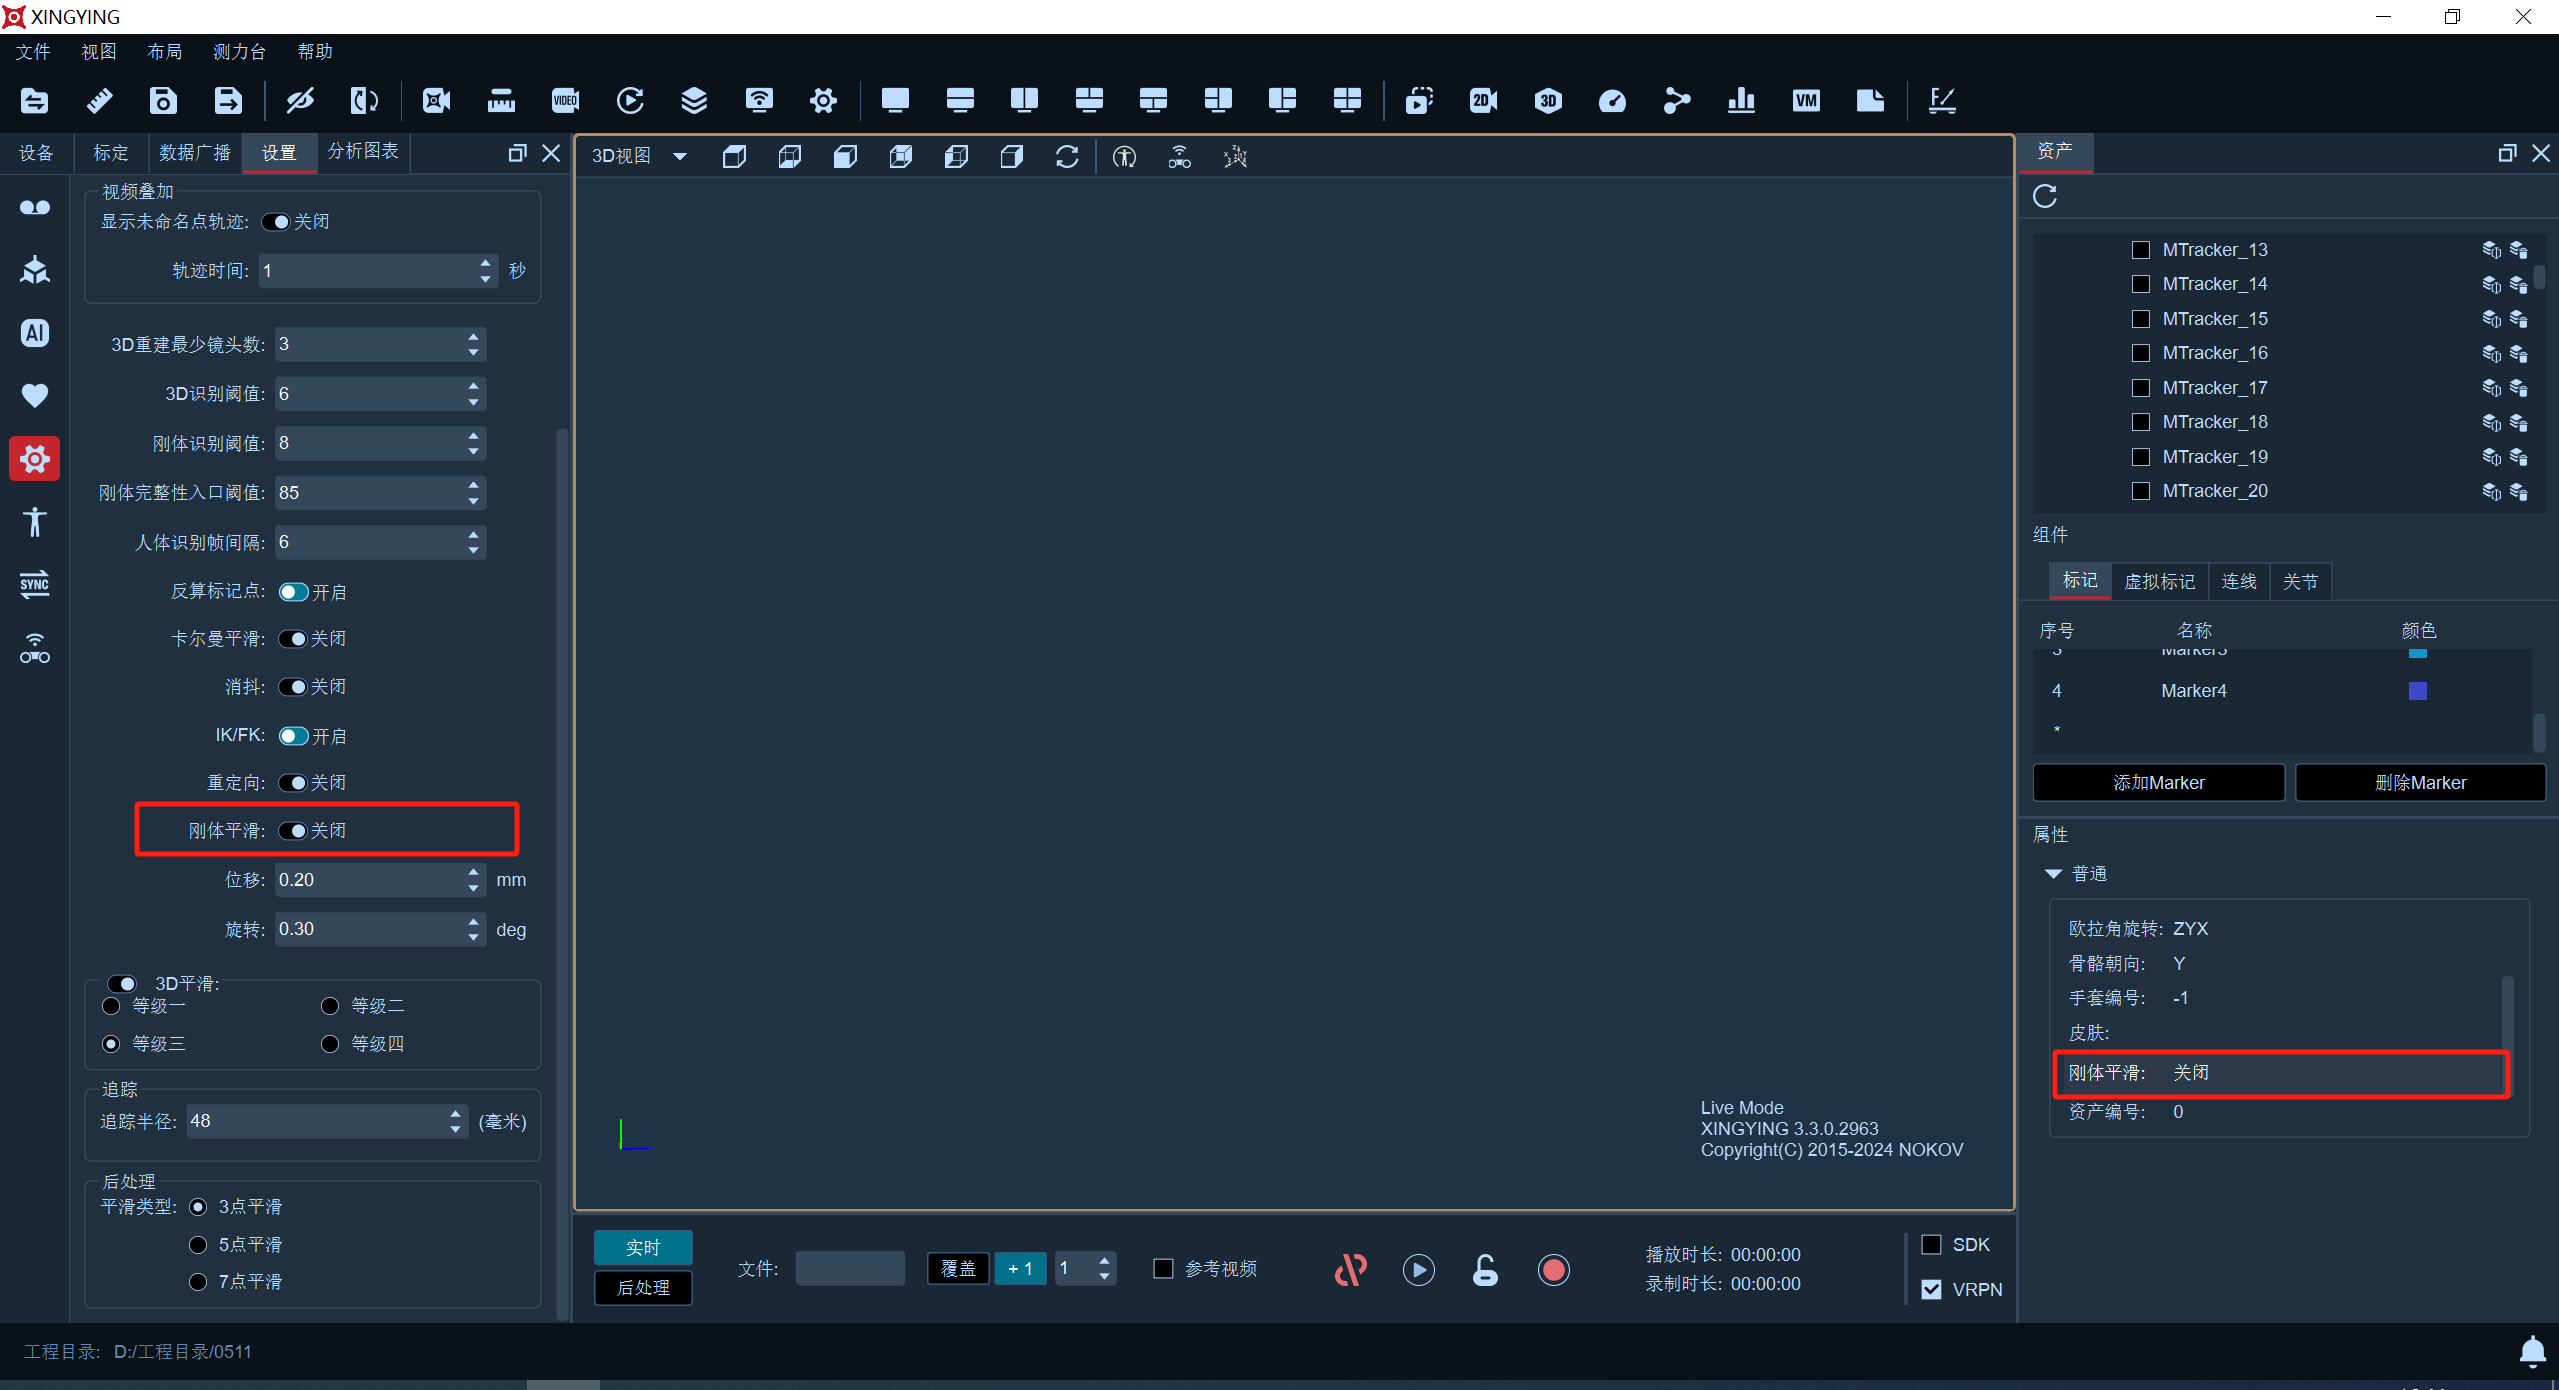 XINGYING
文件 视图 布局 测力台 帮助
VIDEO 2D 3D VM
设备 标定 数据广播 设置 分析图表
视频叠加
显示未命名点轨迹: 关闭
轨迹时间: 1 秒
3D重建最少镜头数: 3
3D识别阈值: 6
刚体识别阈值: 8
刚体完整性入口阈值: 85
人体识别帧间隔: 6
反算标记点: 开启
卡尔曼平滑: 关闭
消抖: 关闭
IK/FK: 开启
重定向: 关闭
刚体平滑: 关闭
位移: 0.20 mm
旋转: 0.30 deg
3D平滑:
等级一 等级二
等级三 等级四
追踪
追踪半径: 48 (毫米)
后处理
平滑类型: 3点平滑
5点平滑
7点平滑
AI
SYNC
3D视图
Live Mode
XINGYING 3.3.0.2963
Copyright(C) 2015-2024 NOKOV
实时
后处理
文件: 覆盖 +1 1 参考视频
播放时长: 00:00:00
录制时长: 00:00:00
SDK
VRPN
资产
MTracker_13
MTracker_14
MTracker_15
MTracker_16
MTracker_17
MTracker_18
MTracker_19
MTracker_20
组件
标记 虚拟标记 连线 关节
序号 名称 颜色
3 Marker3
4 Marker4
*
添加Marker 删除Marker
属性
普通
欧拉角旋转: ZYX
骨骼朝向: Y
手套编号: -1
皮肤:
刚体平滑: 关闭
资产编号: 0
工程目录: D:/工程目录/0511